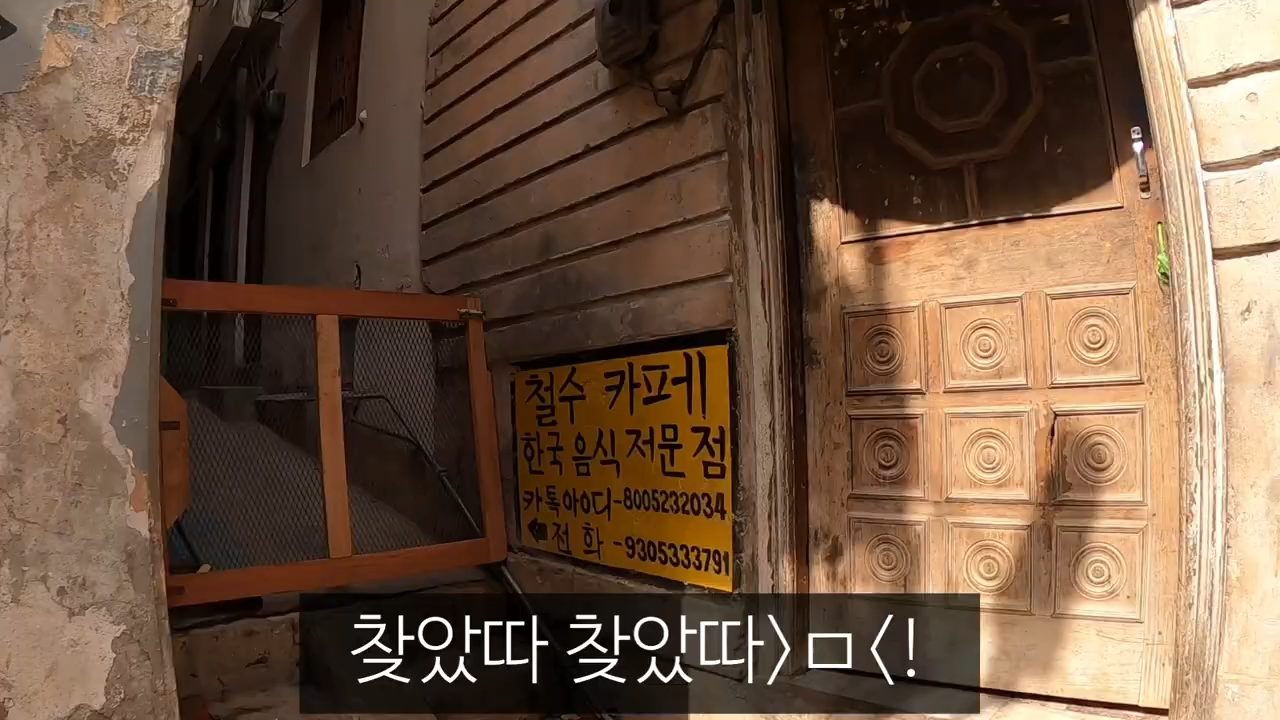 철수 카페
한국 음식 전문 점
카톡아이디-8005232034
전화-9305333791
찾았따 찾았따>ㅁ<!